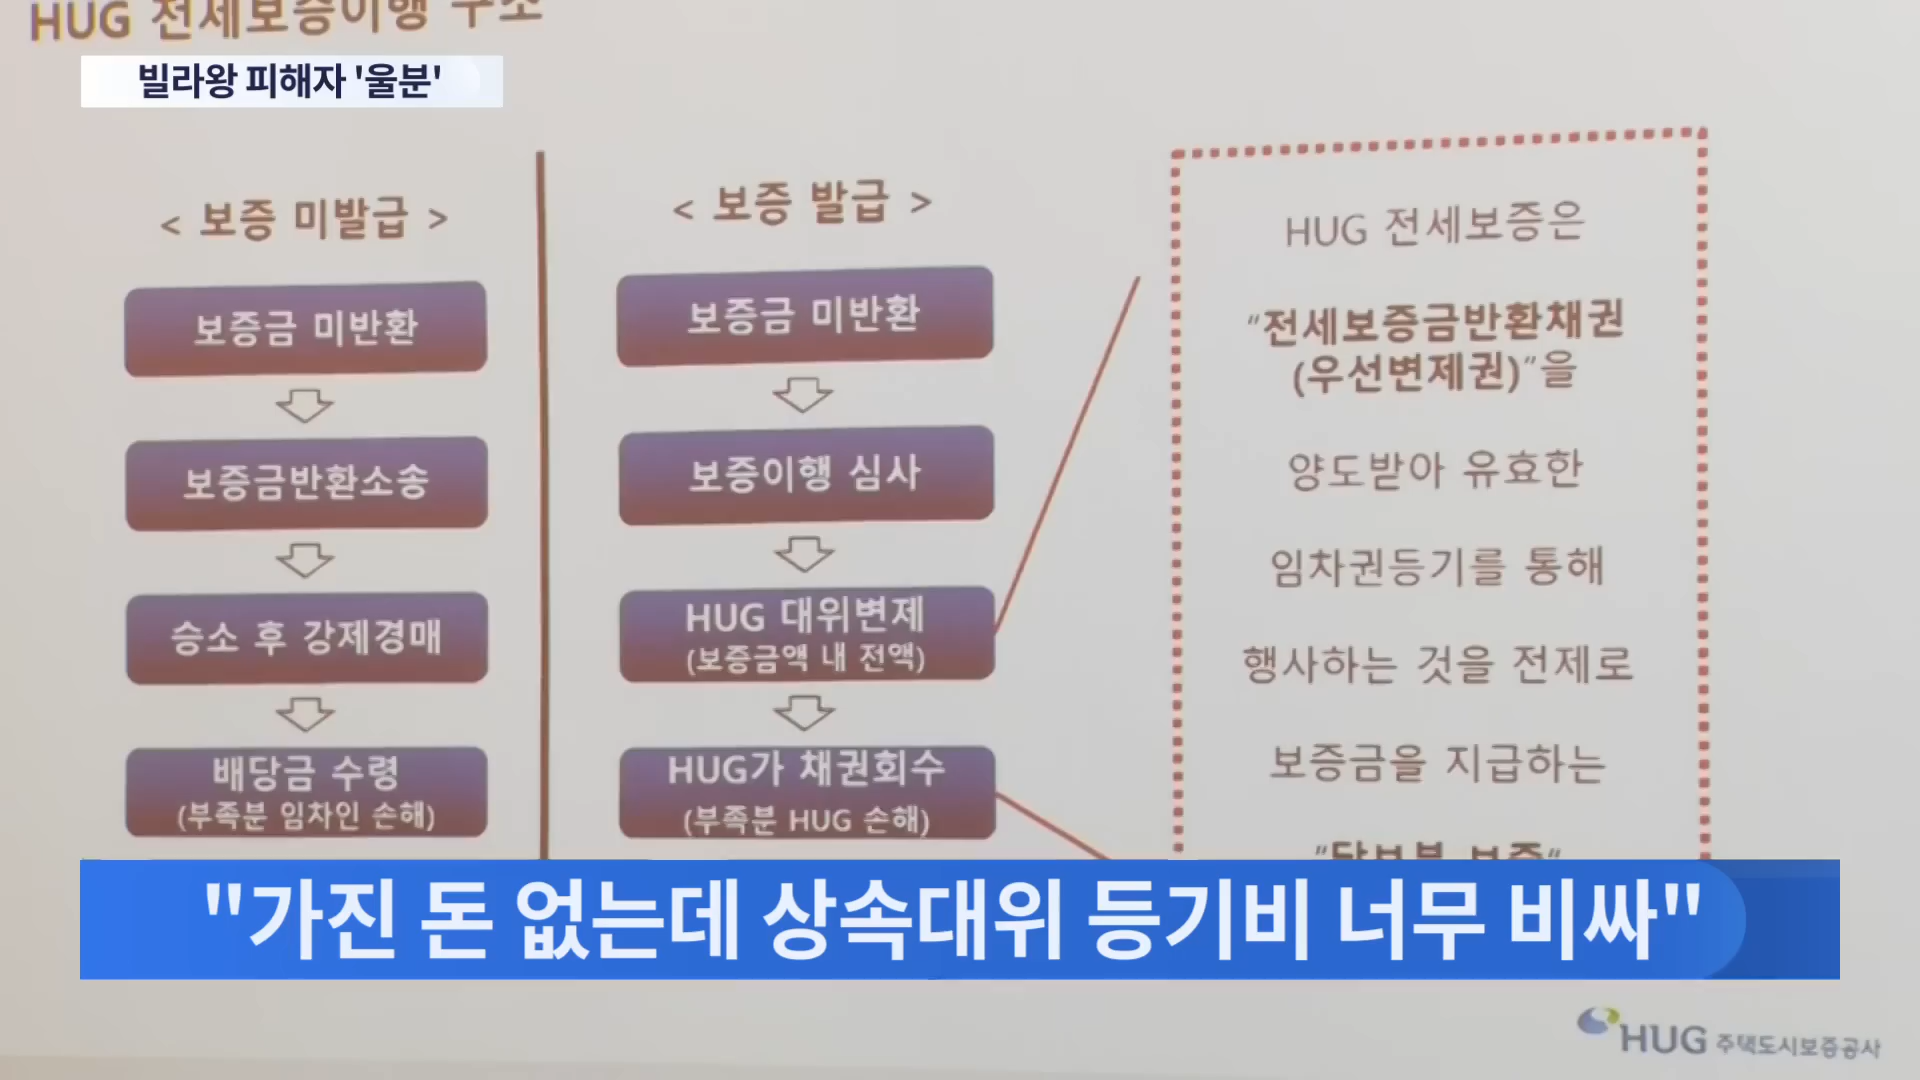 HUG 전세보증이행 구조
빌라왕 피해자 '울분'
< 보증 미발급 >
보증금 미반환
보증금반환소송
승소 후 강제경매
배당금 수령
(부족분 임차인 손해)
< 보증 발급 >
보증금 미반환
보증이행 심사
HUG 대위변제
(보증금액 내 전액)
HUG가 채권회수
(부족분 HUG 손해)
HUG 전세보증은
“전세보증금반환채권
(우선변제권)”을
양도받아 유효한
임차권등기를 통해
행사하는 것을 전제로
보증금을 지급하는
"가진 돈 없는데 상속대위 등기비 너무 비싸"
HUG 주택도시보증공사